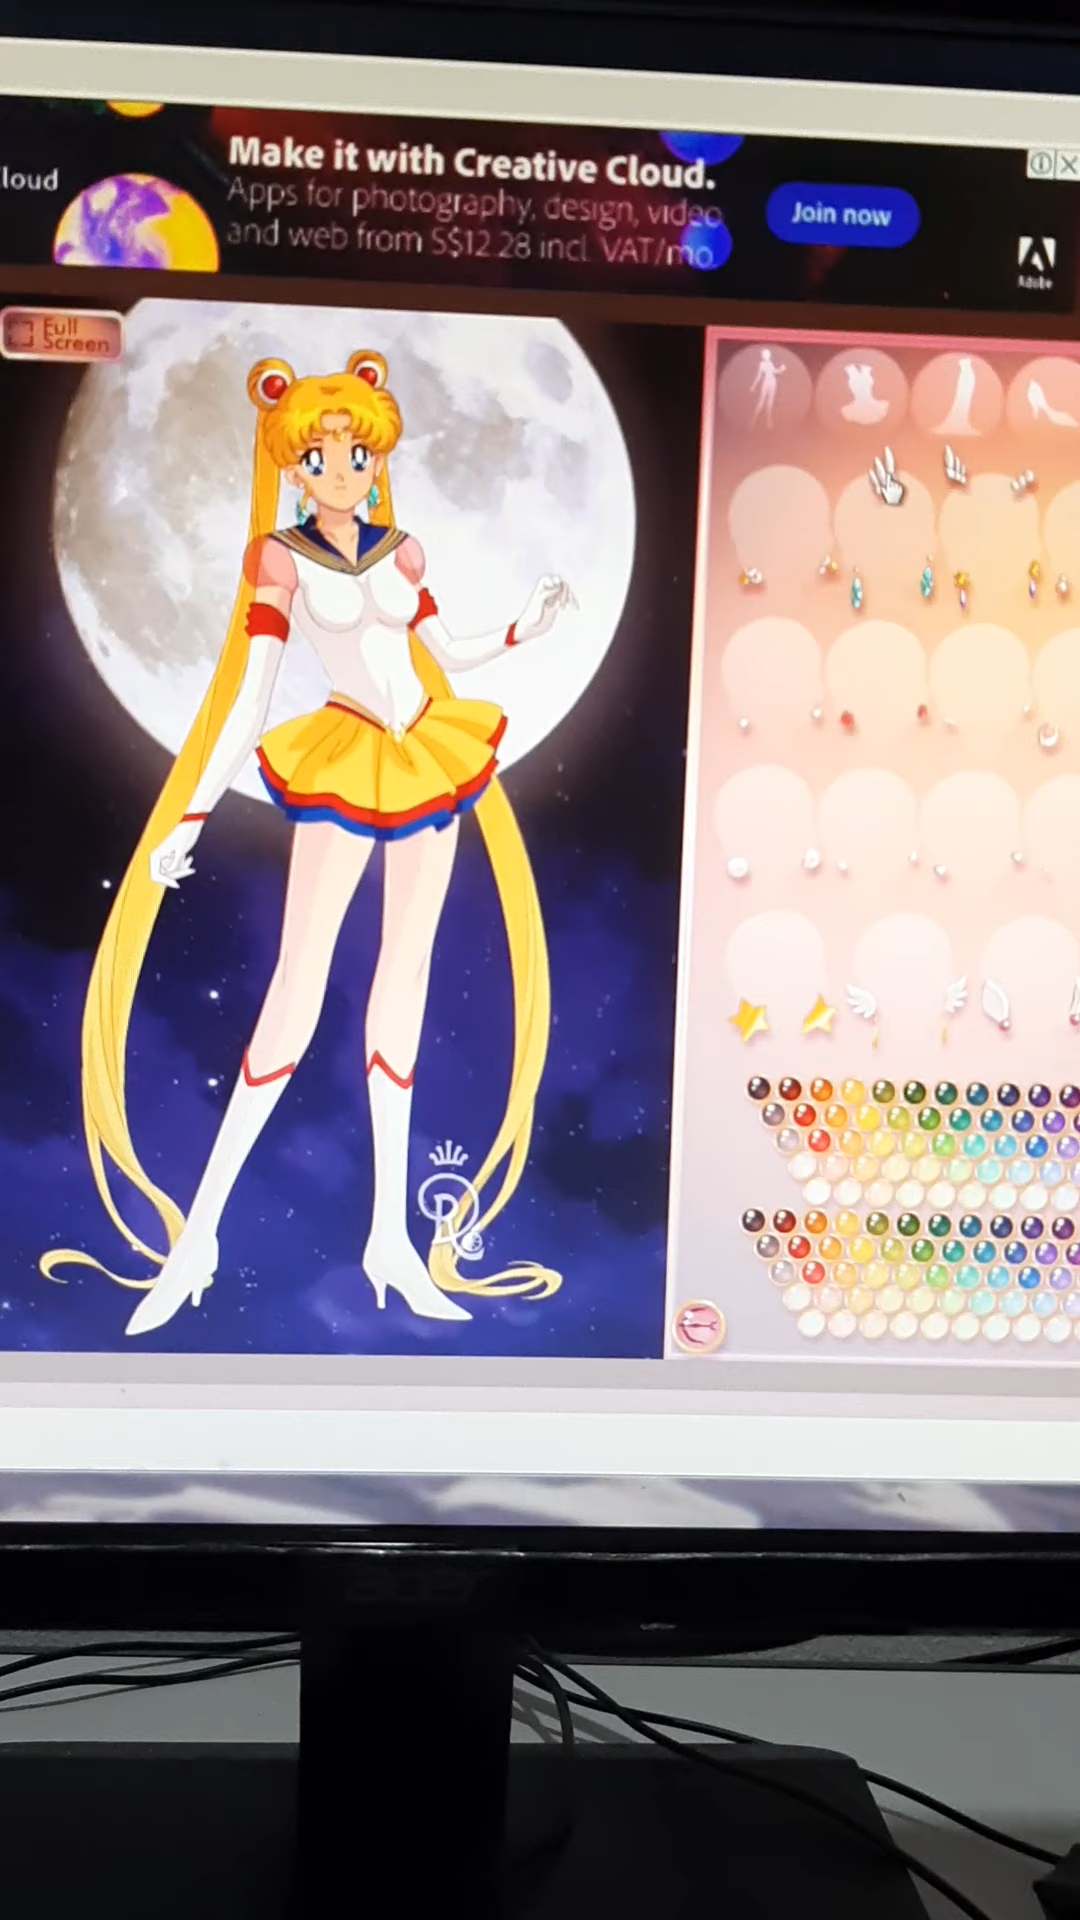 loud
Make it with Creative Cloud.
Apps for photography, design, video
and web from S$12.28 incl. VAT/mo.
Join now
Adobe
Full
Screen
R
acer